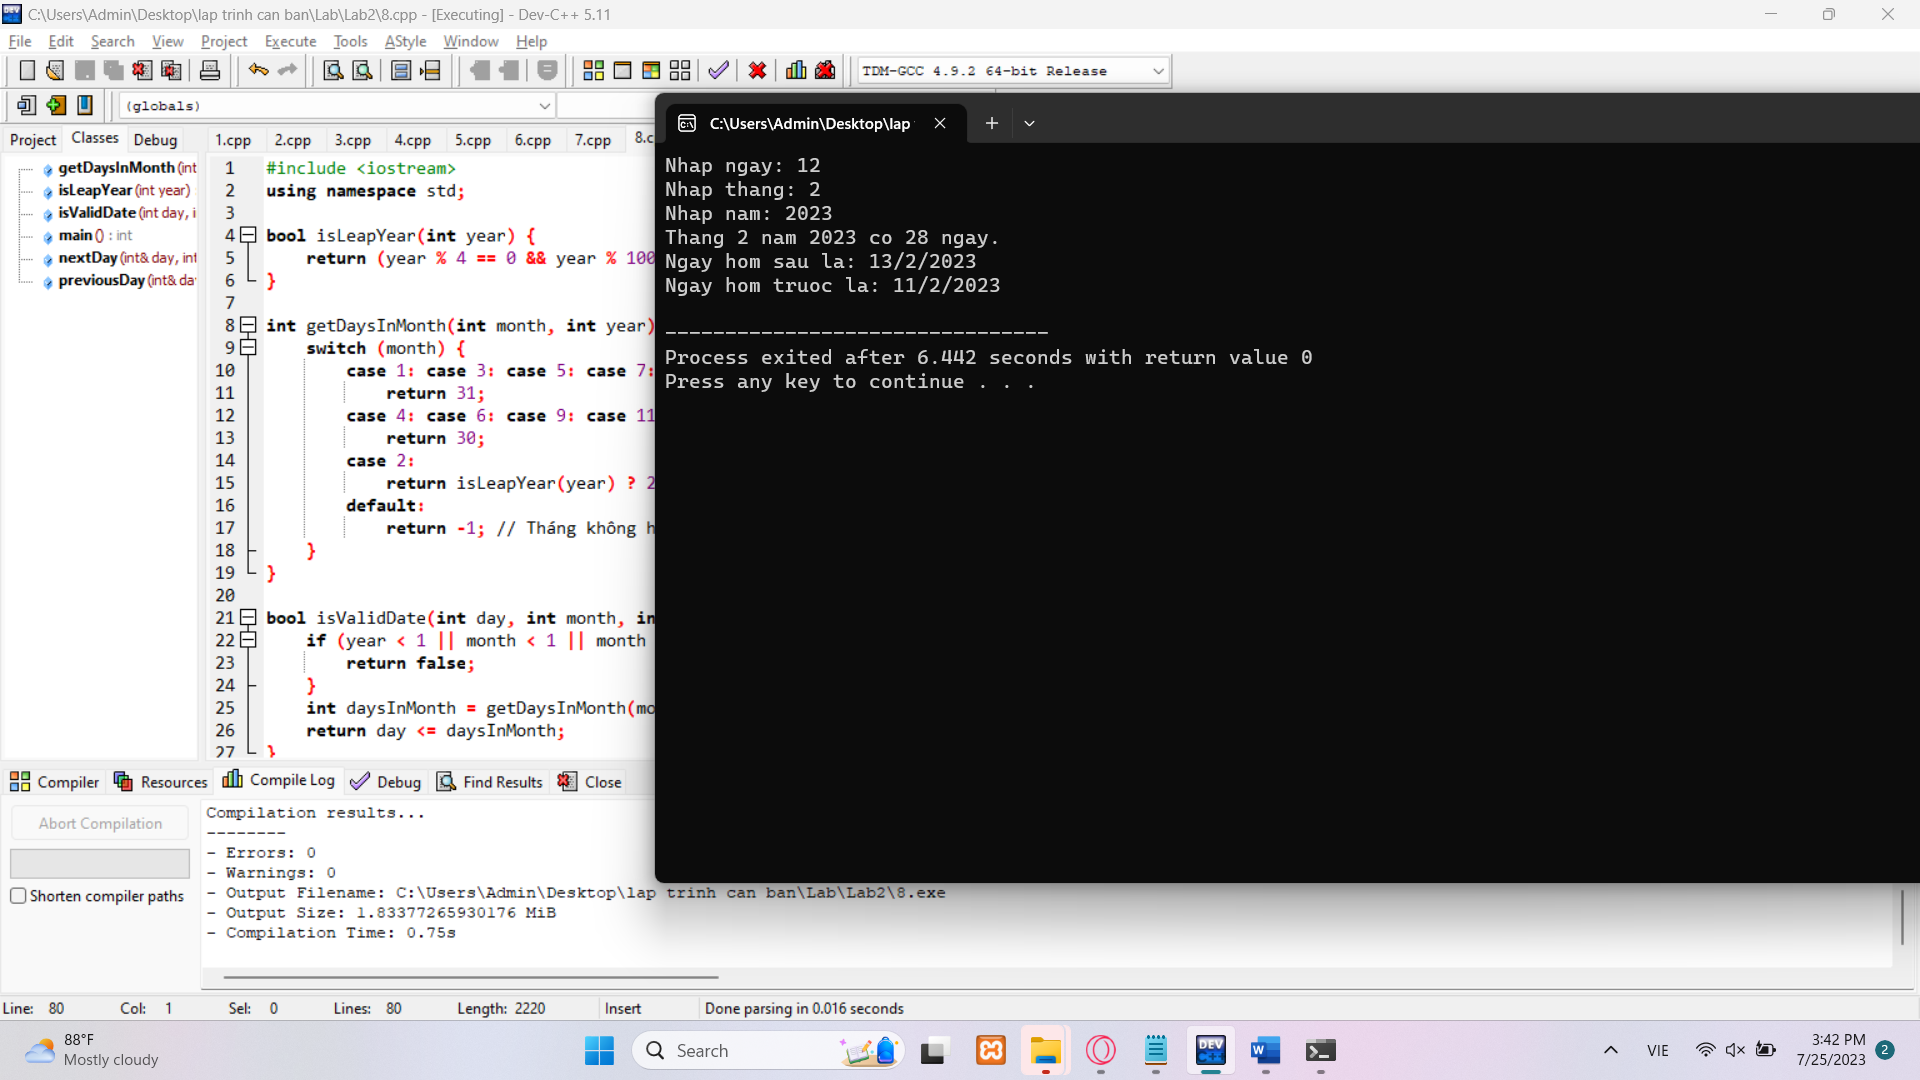 C:\Users\Admin\Desktop\lap trinh can ban\Lab\Lab2\8.cpp - [Executing] - Dev-C++ 5.11
File Edit Search View Project Execute Tools AStyle Window Help
TDM-GCC 4.9.2 64-bit Release
(globals)
Project Classes Debug
getDaysInMonth (int
isLeapYear (int year)
isValidDate (int day, i
main () : int
nextDay (int& day, int
previousDay (int& da
1.cpp 2.cpp 3.cpp 4.cpp 5.cpp 6.cpp 7.cpp 8.c
1 #include <iostream>
2 using namespace std;
3
4 bool isLeapYear(int year) {
5 return (year % 4 == 0 && year % 100
6 }
7
8 int getDaysInMonth(int month, int year)
9 switch (month) {
10 case 1: case 3: case 5: case 7:
11 return 31;
12 case 4: case 6: case 9: case 11
13 return 30;
14 case 2:
15 return isLeapYear(year) ? 2
16 default:
17 return -1; // Tháng không h
18 }
19 }
20
21 bool isValidDate(int day, int month, in
22 if (year < 1 || month < 1 || month
23 return false;
24 }
25 int daysInMonth = getDaysInMonth(mo
26 return day <= daysInMonth;
27 }
C:\Users\Admin\Desktop\lap
Nhap ngay: 12
Nhap thang: 2
Nhap nam: 2023
Thang 2 nam 2023 co 28 ngay.
Ngay hom sau la: 13/2/2023
Ngay hom truoc la: 11/2/2023
--------------------------------
Process exited after 6.442 seconds with return value 0
Press any key to continue . . .
Compiler Resources Compile Log Debug Find Results Close
Abort Compilation
Shorten compiler paths
Compilation results...
--------
- Errors: 0
- Warnings: 0
- Output Filename: C:\Users\Admin\Desktop\lap trinh can ban\Lab\Lab2\8.exe
- Output Size: 1.83377265930176 MiB
- Compilation Time: 0.75s
Line: 80 Col: 1 Sel: 0 Lines: 80 Length: 2220 Insert Done parsing in 0.016 seconds
88°F
Mostly cloudy
Search
DEV
W
VIE
3:42 PM
7/25/2023
2